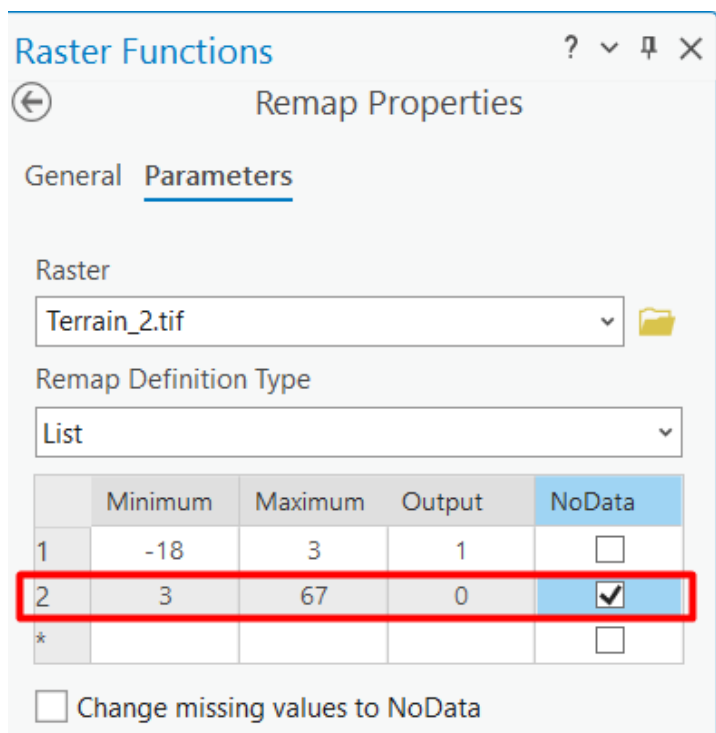 Raster Functions ?
Remap Properties
General Parameters
Raster
Terrain_2.tif
Remap Definition Type
List
Minimum Maximum Output NoData
1 -18 3 1
2 3 67 0
*
Change missing values to NoData